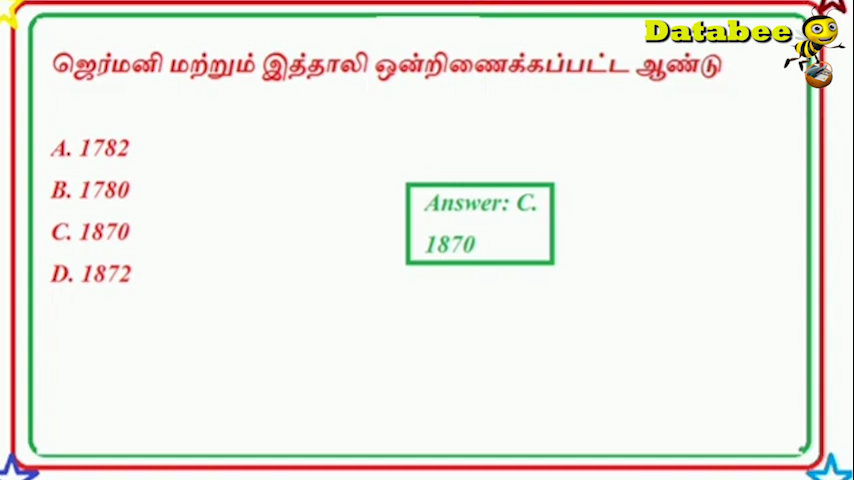 Databee
ஜெர்மனி மற்றும் இத்தாலி ஒன்றிணைக்கப்பட்ட ஆண்டு
A. 1782
B. 1780
C. 1870
D. 1872
Answer: C.
1870